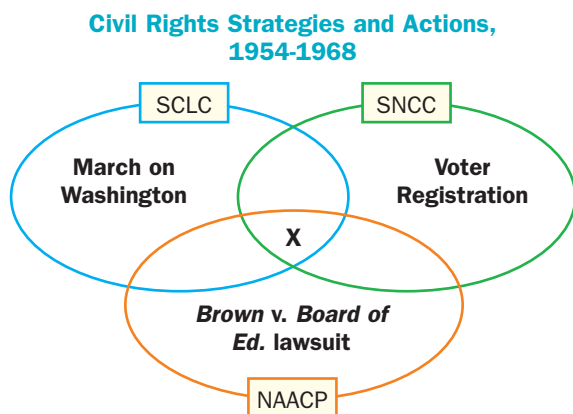 Civil Rights Strategies and Actions,
1954-1968
SCLC
SNCC
March on
Washington
Voter
Registration
X
Brown v. Board of
Ed. lawsuit
NAACP